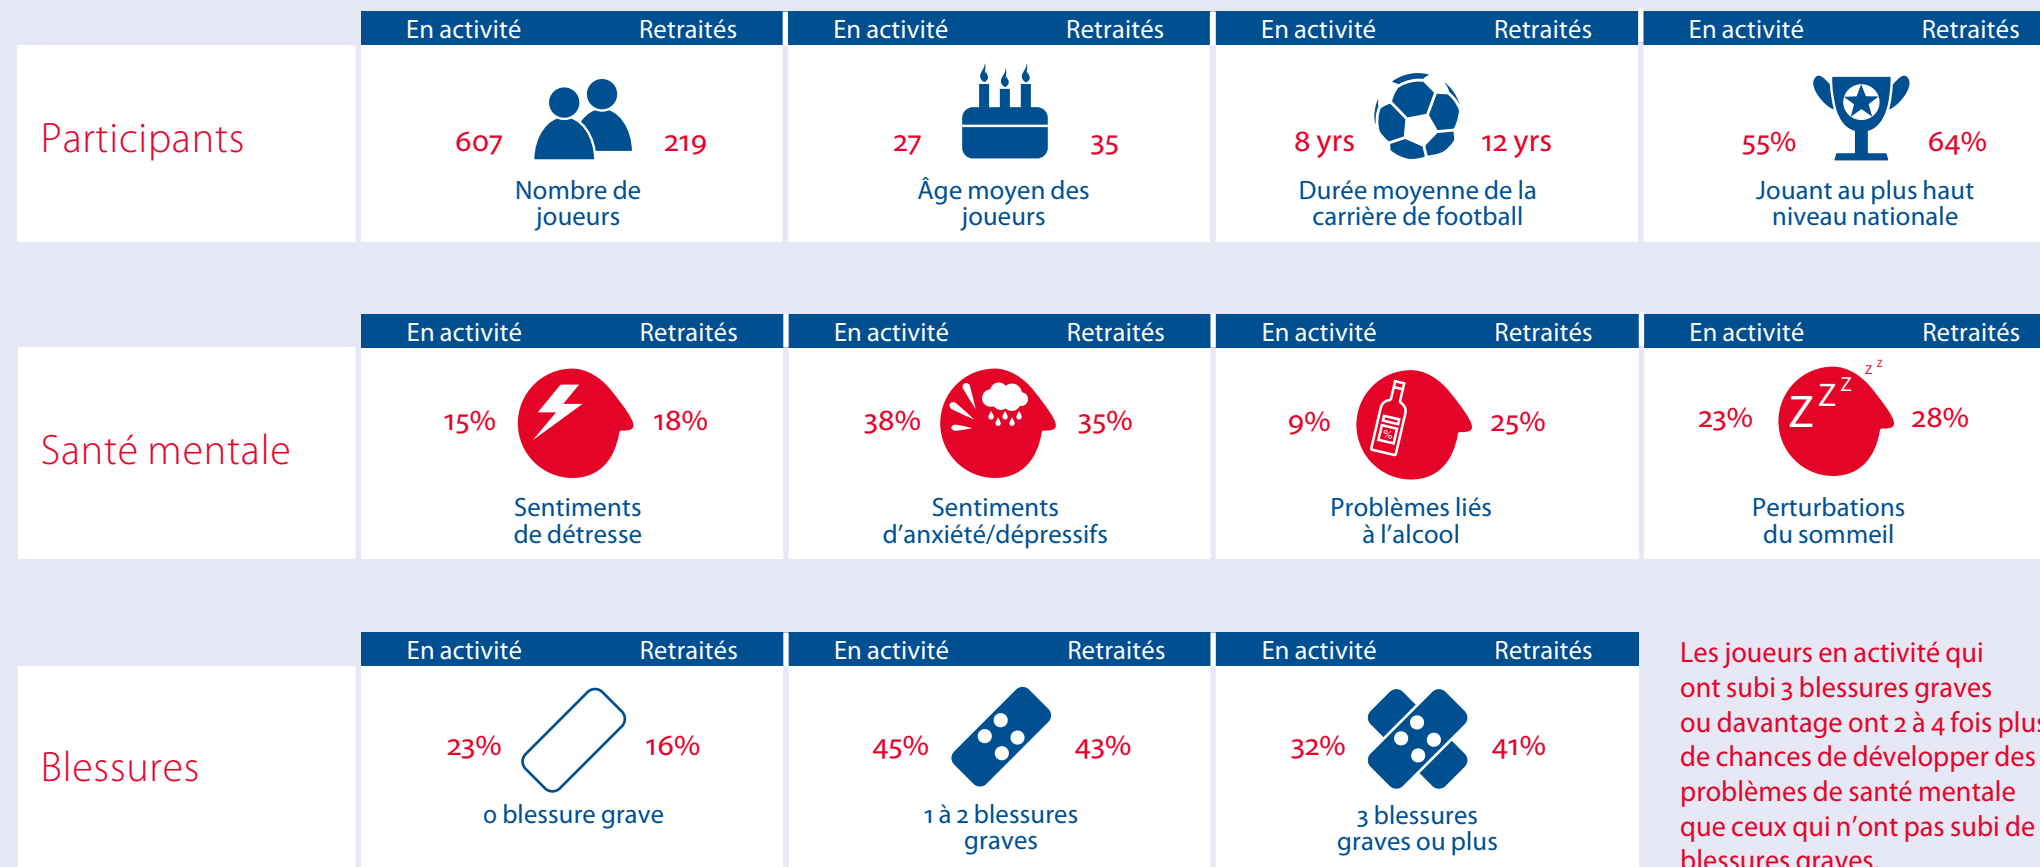 En activité Retraités En activité Retraités En activité Retraités En activité Retraités
Participants
607 219
Nombre de
joueurs
27 35
Âge moyen des
joueurs
8 yrs 12 yrs
Durée moyenne de la
carrière de football
55% 64%
Jouant au plus haut
niveau nationale
En activité Retraités En activité Retraités En activité Retraités En activité Retraités
Santé mentale
15% 18%
Sentiments
de détresse
38% 35%
Sentiments
d'anxiété/dépressifs
9% % 25%
Problèmes liés
à l'alcool
23% Z Z Z Z Z 28%
Perturbations
du sommeil
En activité Retraités En activité Retraités En activité Retraités
Blessures
23% 16%
0 blessure grave
45% 43%
1 à 2 blessures
graves
32% 41%
3 blessures
graves ou plus
Les joueurs en activité qui
ont subi 3 blessures graves
ou davantage ont 2 à 4 fois plus
de chances de développer des
problèmes de santé mentale
que ceux qui n'ont pas subi de
blessures graves.